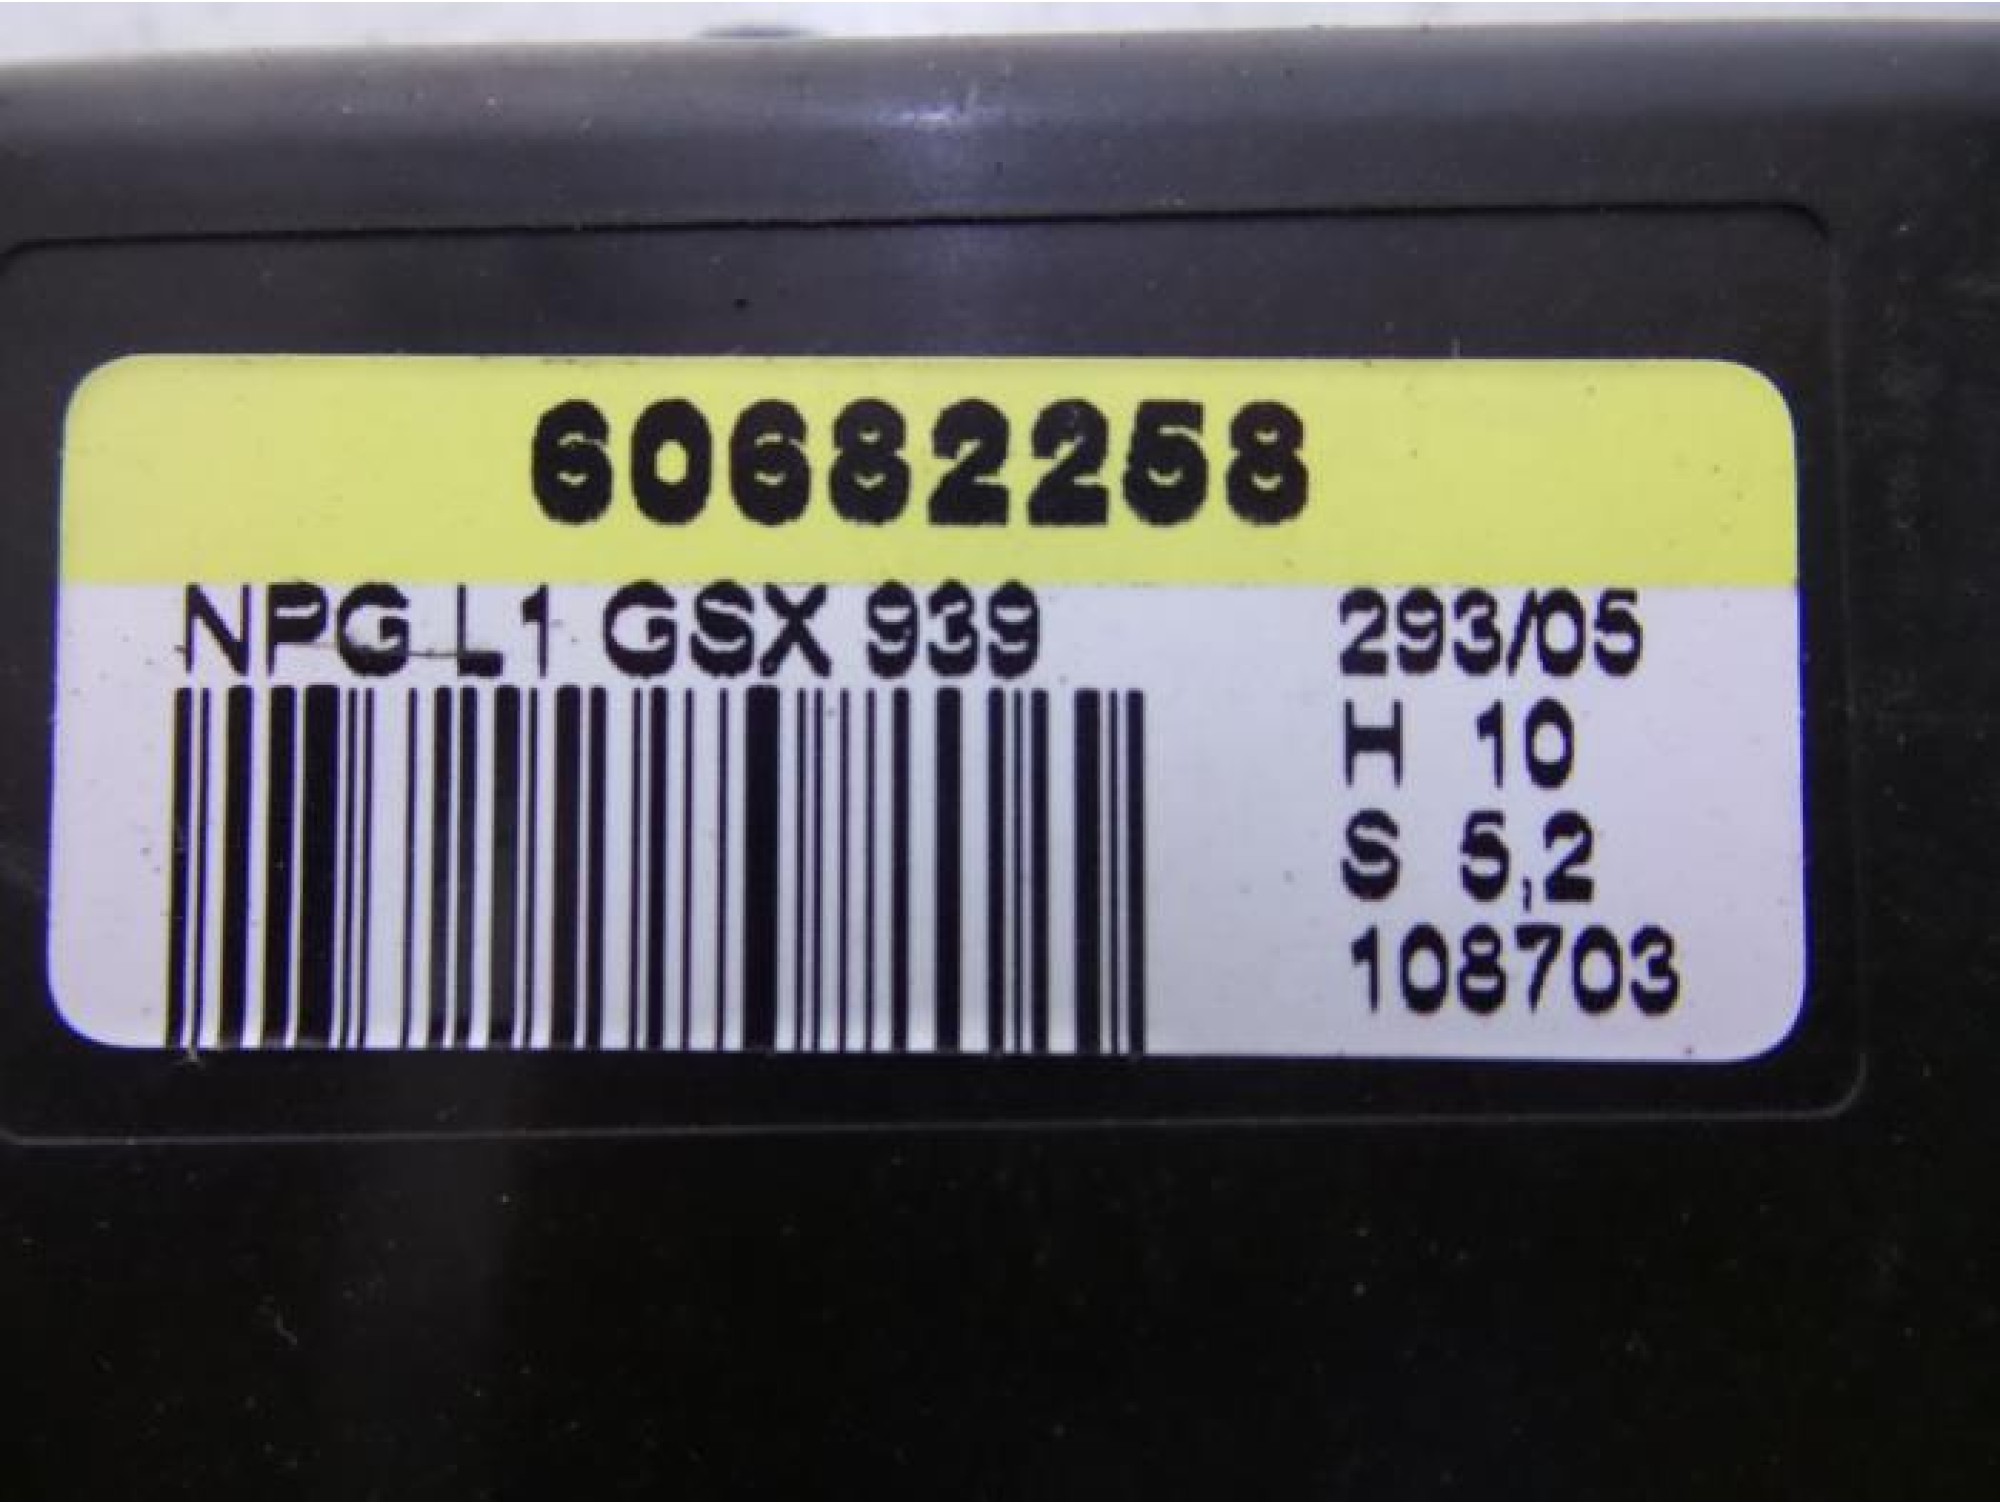 60682258
NPG L1 GSX 939
293/05
H 10
S 5,2
108703